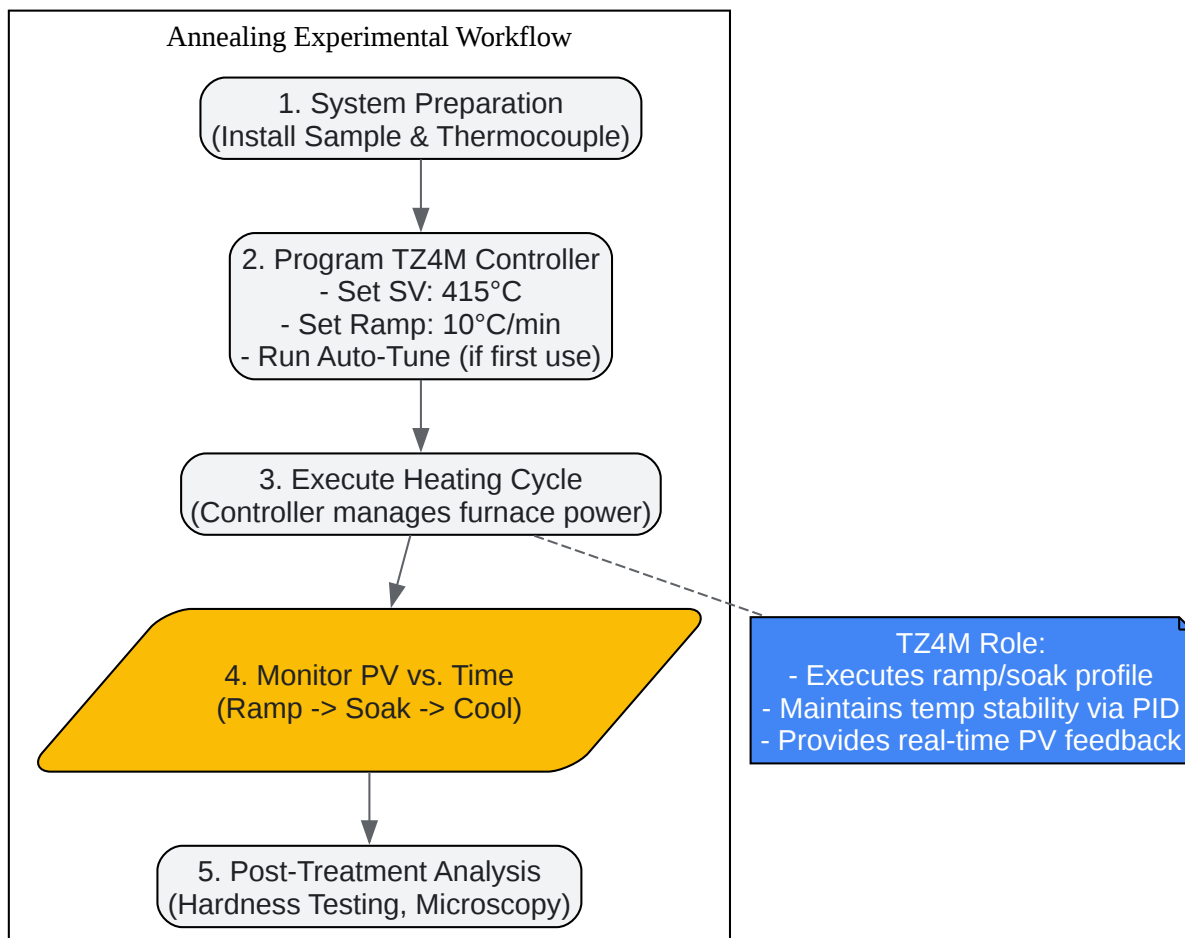 Annealing Experimental Workflow
1. System Preparation
(Install Sample & Thermocouple)
2. Program TZ4M Controller
- Set SV: 415°C
- Set Ramp: 10°C/min
- Run Auto-Tune (if first use)
3. Execute Heating Cycle
(Controller manages furnace power)
4. Monitor PV vs. Time
(Ramp -> Soak -> Cool)
TZ4M Role:
- Executes ramp/soak profile
- Maintains temp stability via PID
- Provides real-time PV feedback
5. Post-Treatment Analysis
(Hardness Testing, Microscopy)